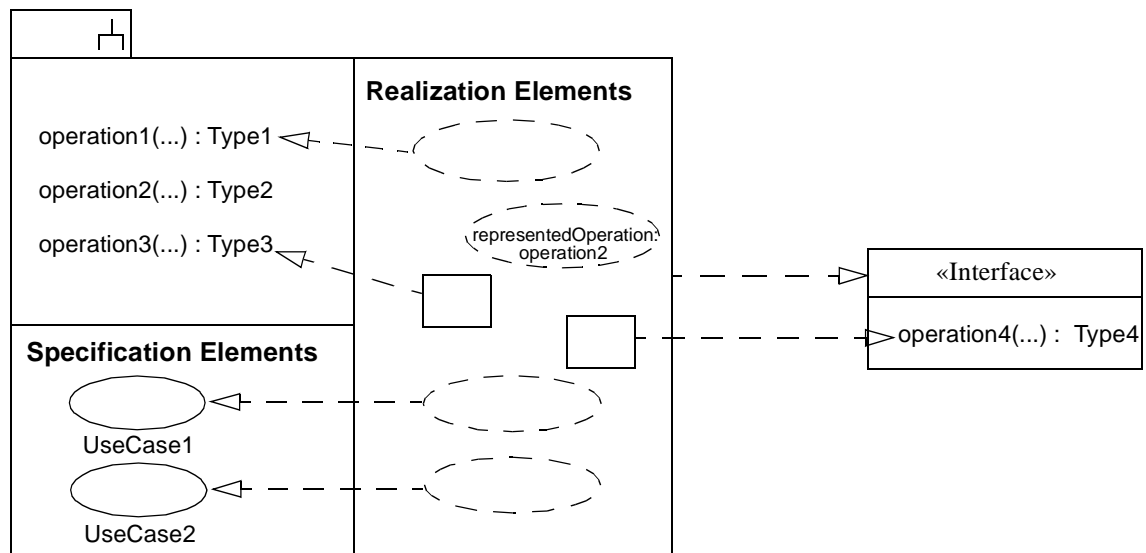 Realization Elements
operation1(...) : Type1
operation2(...) : Type2
operation3(...) : Type3
representedOperation:
operation2
«Interface»
operation4(...) : Type4
Specification Elements
UseCase1
UseCase2